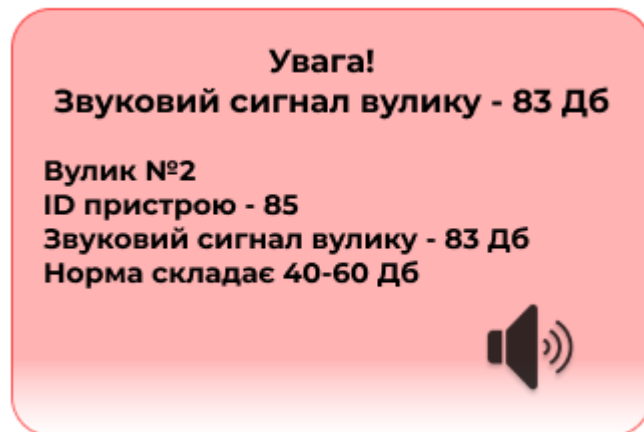 Увага!
Звуковий сигнал вулику - 83 Дб
Вулик №2
ID пристрою - 85
Звуковий сигнал вулику - 83 Дб
Норма складає 40-60 Дб